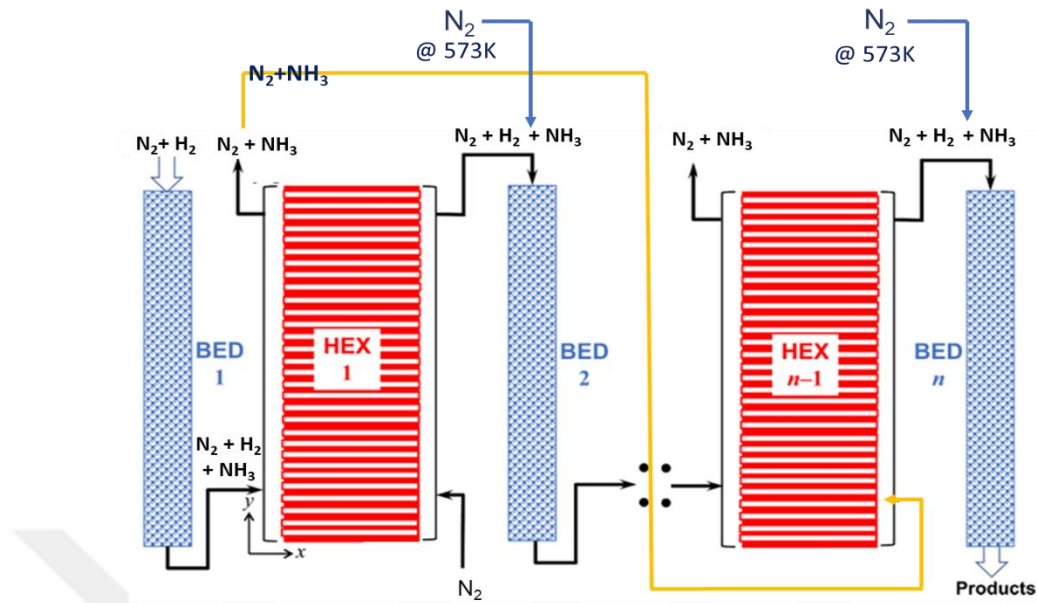 N₂
@ 573K
N₂
@ 573K
N₂+NH₃
N₂+ H₂
N₂ + NH₃
N₂ + H₂ + NH₃
N₂ + NH₃
N₂ + H₂ + NH₃
BED
1
HEX
1
BED
2
HEX
n–1
BED
n
N₂ + H₂
+ NH₃
y
x
N₂
Products